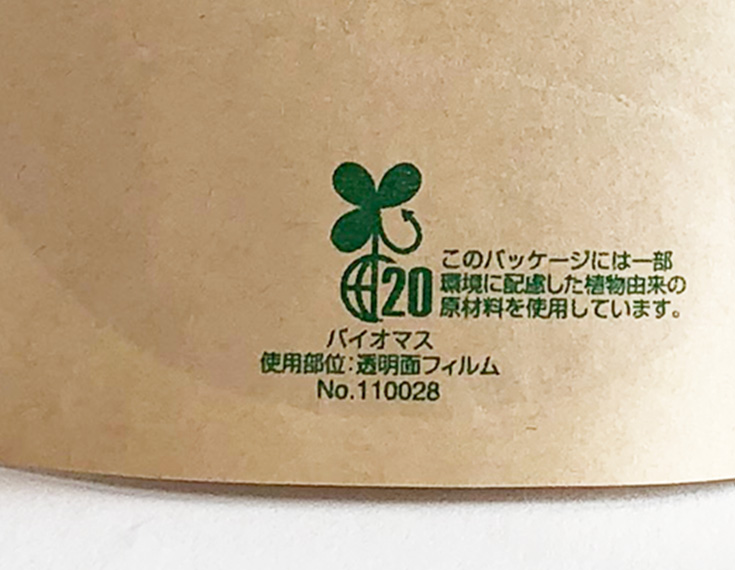 20
このパッケージには一部
環境に配慮した植物由来の
原材料を使用しています。
バイオマス
使用部位:透明面フィルム
No.110028